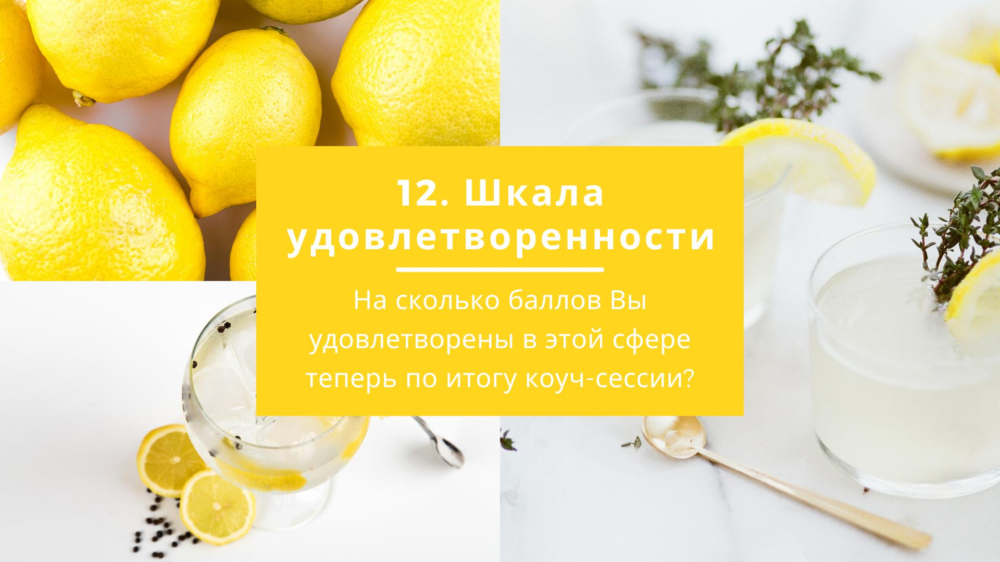 12. Шкала
удовлетворенности
На сколько баллов Вы
удовлетворены в этой сфере
теперь по итогу коуч-сессии?